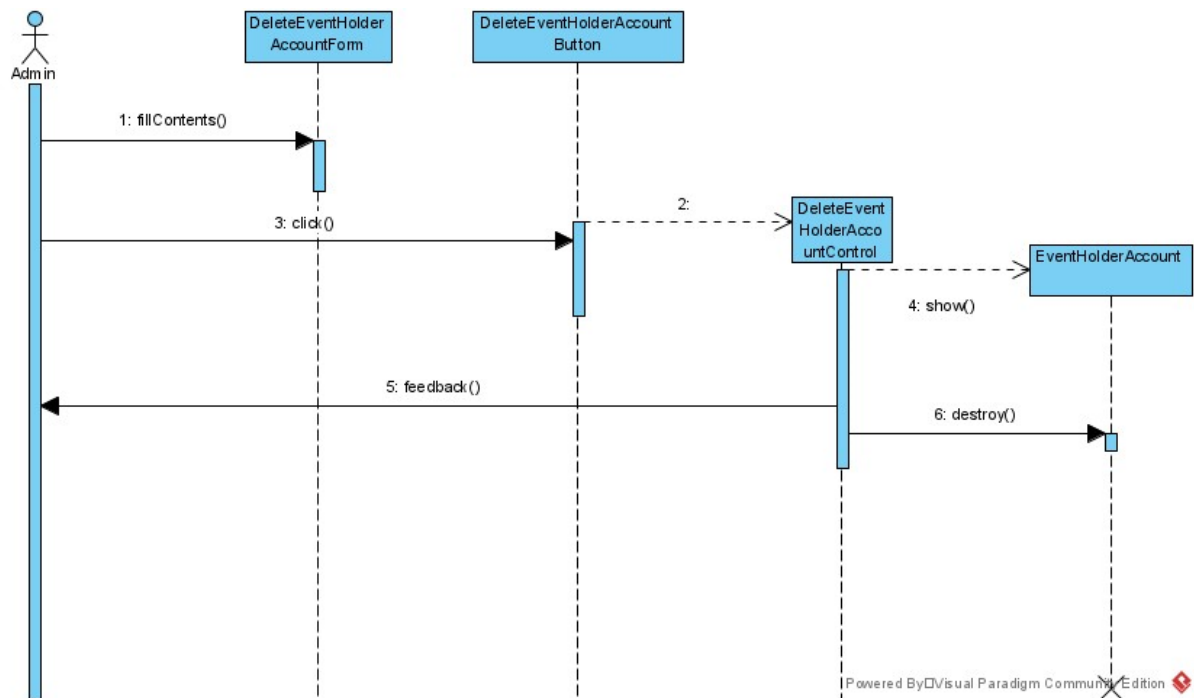 DeleteEventHolder
AccountForm
DeleteEventHolderAccount
Button
Admin
1: fillContents()
2:
DeleteEvent
HolderAcco
untControl
3: click()
EventHolderAccount
4: show()
5: feedback()
6: destroy()
Powered By□Visual Paradigm Community Edition